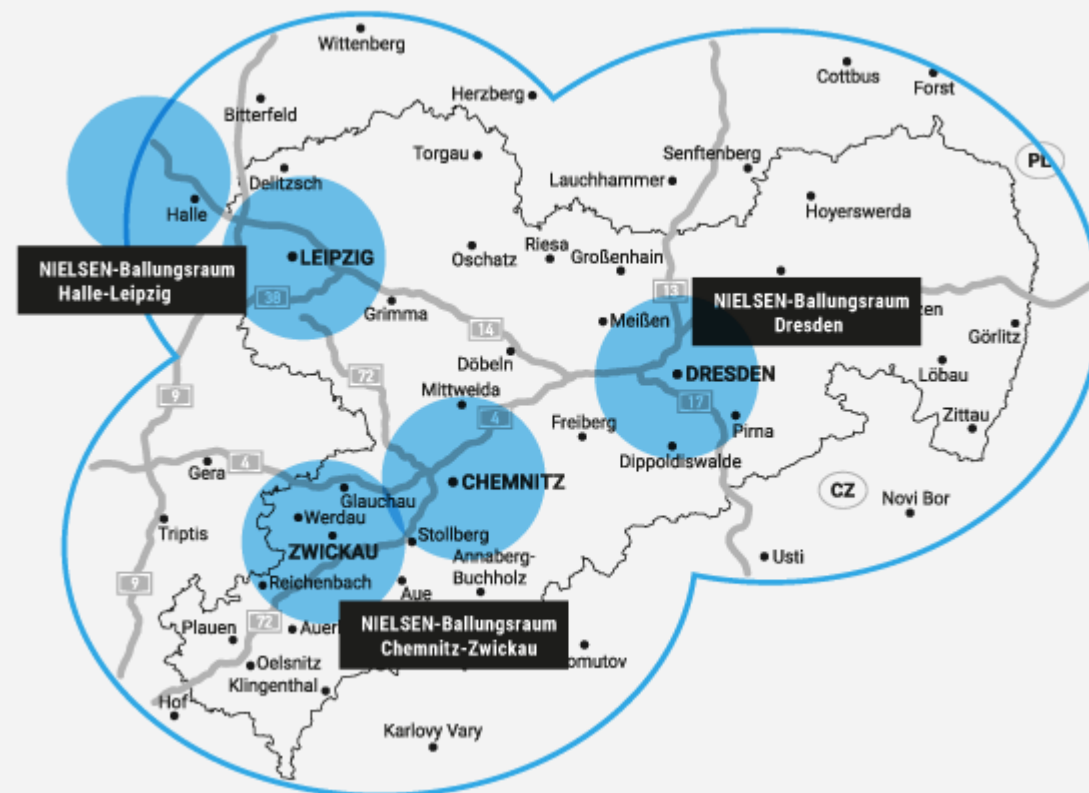 Wittenberg
Cottbus
Forst
Herzberg
Bitterfeld
PL
Torgau
Senftenberg
Delitzsch
Lauchhammer
Halle
Hoyerswerda
Riesa
Oschatz
Großenhain
LEIPZIG
NIELSEN-Ballungsraum
Halle-Leipzig
38
13
NIELSEN-Ballungsraum
Dresden
Grimma
Meißen
14
Görlitz
Döbeln
72
DRESDEN
Löbau
9
Mittweida
17
4
Freiberg
Pirna
Zittau
Dippoldiswalde
Gera
4
CHEMNITZ
CZ
Glauchau
Novi Bor
Werdau
Triptis
Stollberg
ZWICKAU
Annaberg-
Buchholz
Usti
9
Reichenbach
Aue
72
NIELSEN-Ballungsraum
Chemnitz-Zwickau
Plauen
Oelsnitz
Klingenthal
Hof
Karlovy Vary